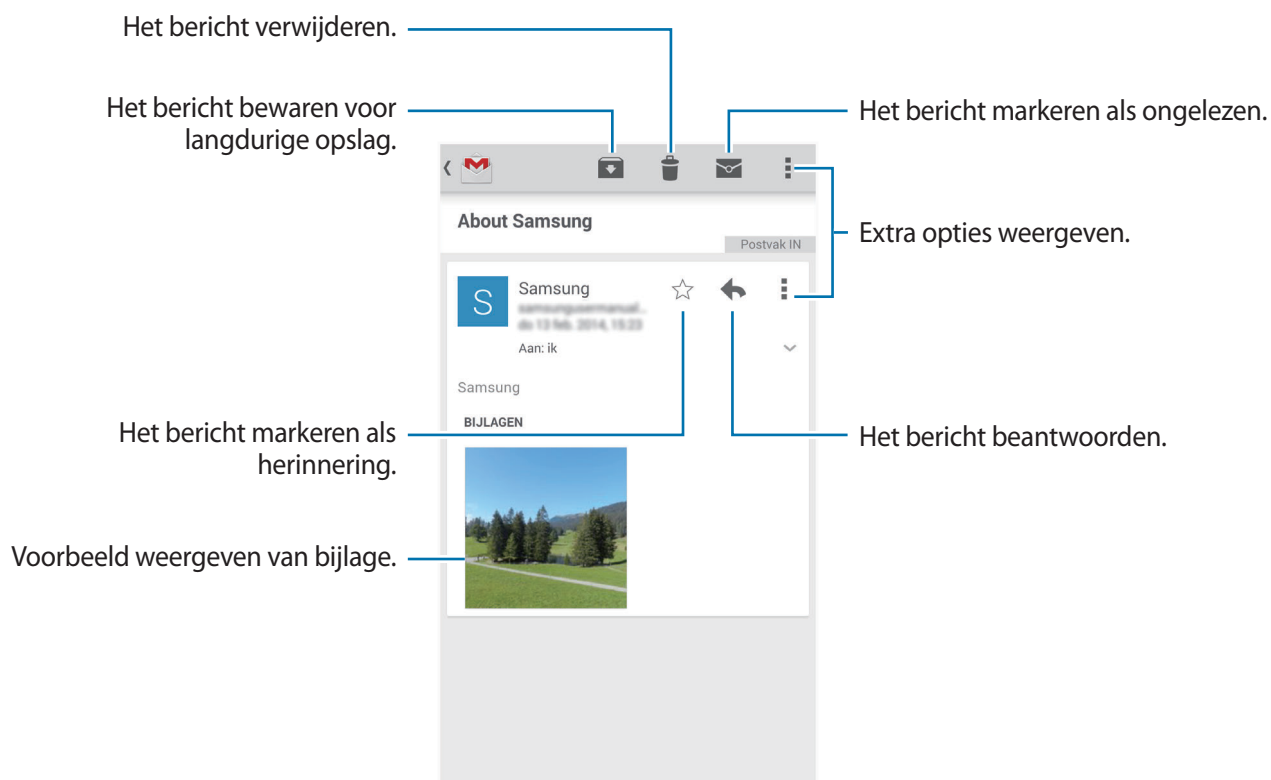 Het bericht verwijderen.
Het bericht bewaren voor
langdurige opslag.
Het bericht markeren als ongelezen.
About Samsung
Postvak IN
Extra opties weergeven.
S
Samsung
samsungusermanual...
do 13 feb. 2014, 15:23
Aan: ik
Samsung
BIJLAGEN
Het bericht markeren als
herinnering.
Het bericht beantwoorden.
Voorbeeld weergeven van bijlage.